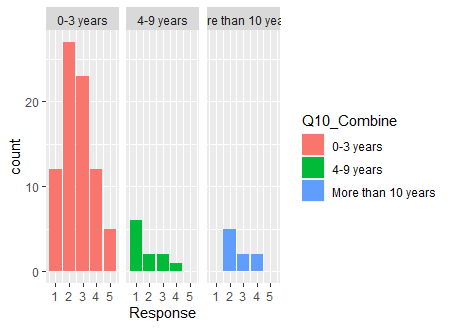 0-3 years
4-9 years
re than 10 yea
20
10
0
count
1 2 3 4 5
1 2 3 4 5
1 2 3 4 5
Response
Q10_Combine
0-3 years
4-9 years
More than 10 years